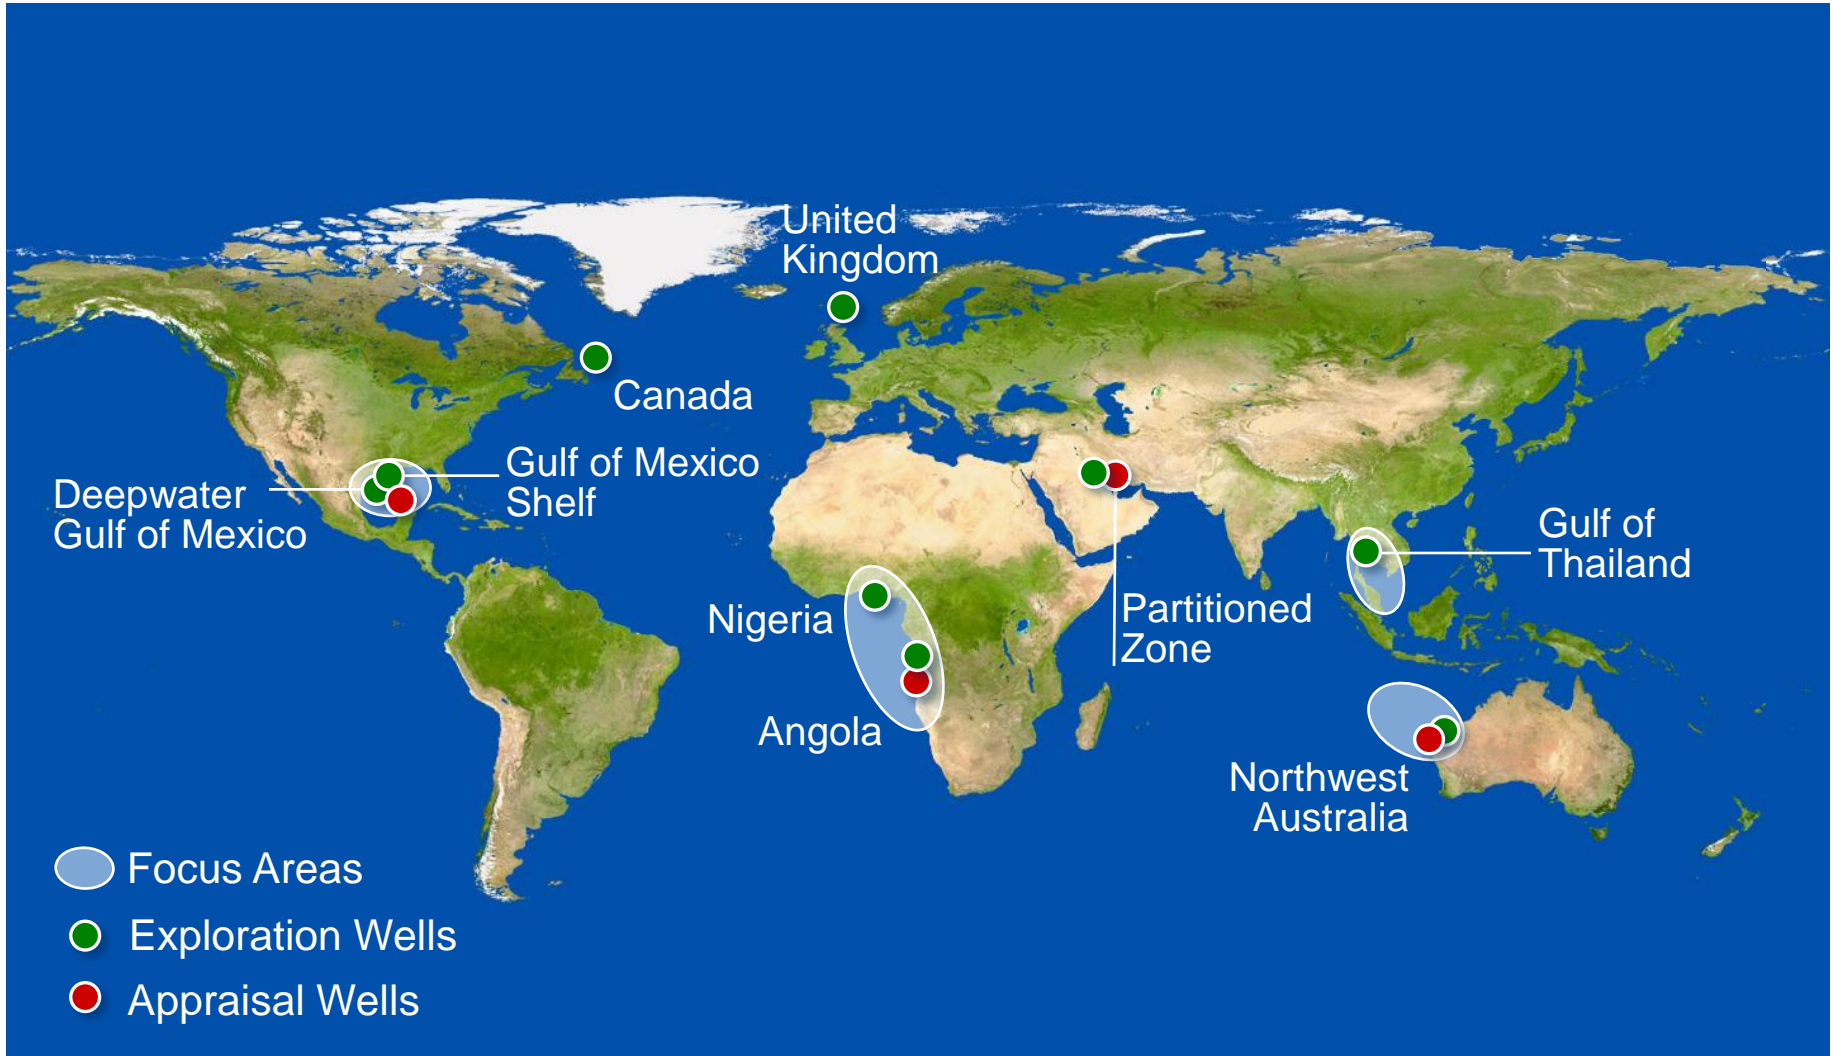 United
Kingdom
Canada
Gulf of Mexico
Shelf
Deepwater
Gulf of Mexico
Gulf of
Thailand
Nigeria
Partitioned
Zone
Angola
Northwest
Australia
Focus Areas
Exploration Wells
Appraisal Wells